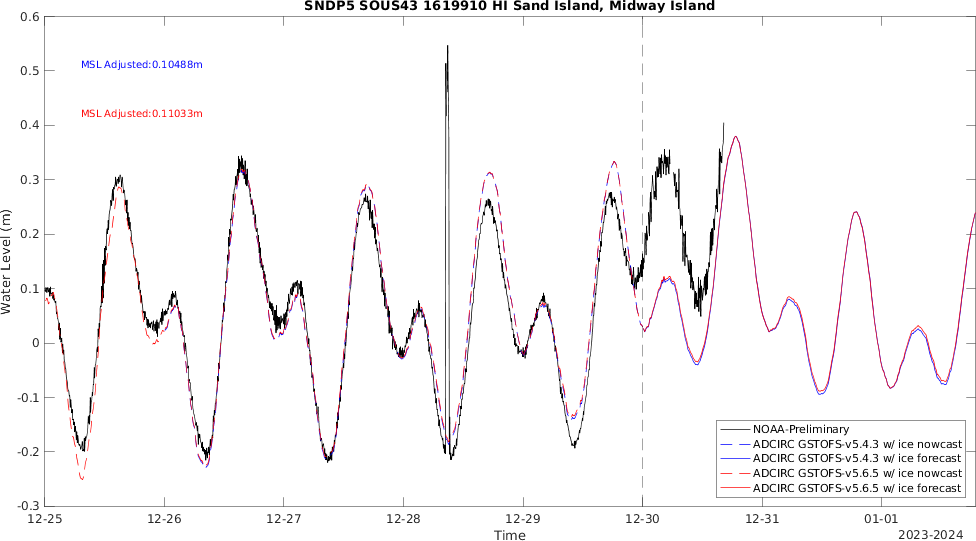 SNDP5 SOUS43 1619910 HI Sand Island, Midway Island
0.6
0.5
0.4
0.3
0.2
0.1
0
-0.1
-0.2
-0.3
Water Level (m)
MSL Adjusted:0.10488m
MSL Adjusted:0.11033m
NOAA-Preliminary
ADCIRC GSTOFS-v5.4.3 w/ ice nowcast
ADCIRC GSTOFS-v5.4.3 w/ ice forecast
ADCIRC GSTOFS-v5.6.5 w/ ice nowcast
ADCIRC GSTOFS-v5.6.5 w/ ice forecast
12-25 12-26 12-27 12-28 12-29 12-30 12-31 01-01
Time
2023-2024